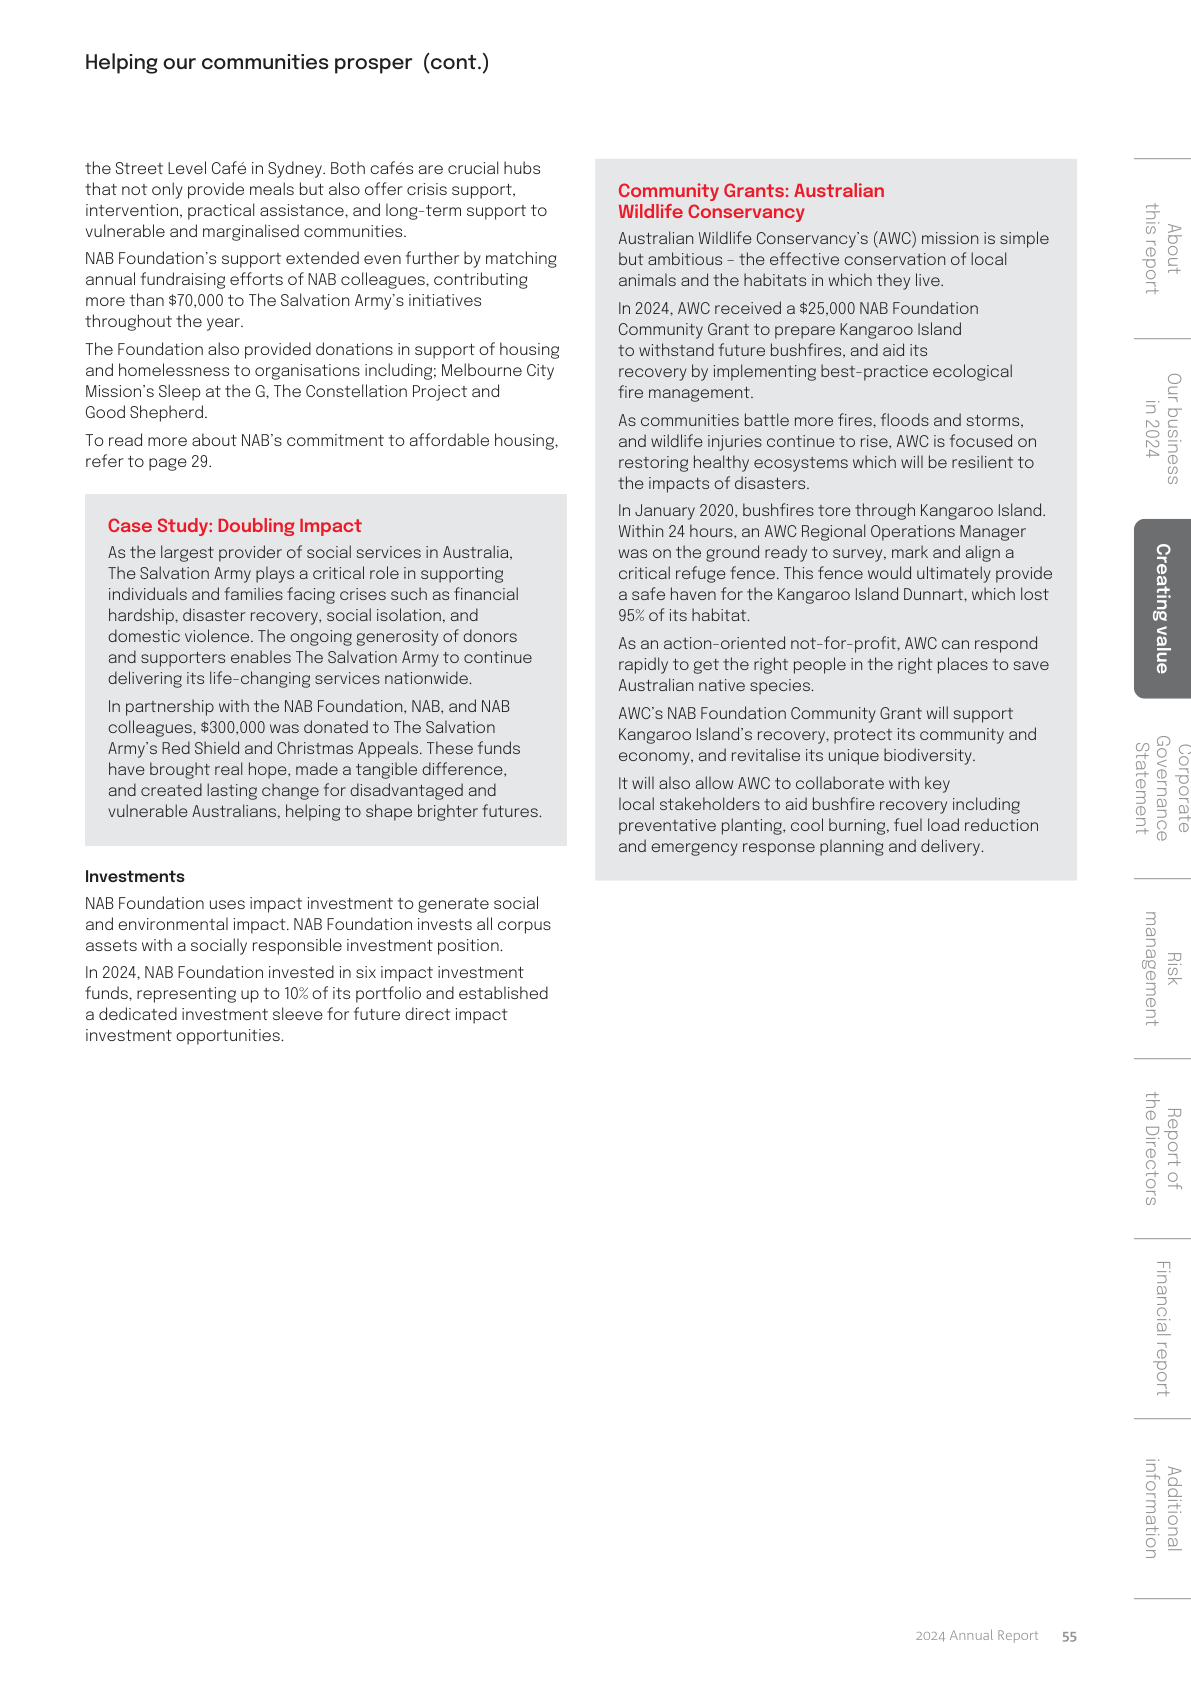 Helping our communities prosper (cont.)
the Street Level Café in Sydney. Both cafés are crucial hubs
that not only provide meals but also offer crisis support,
intervention, practical assistance, and long-term support to
vulnerable and marginalised communities.
NAB Foundation's support extended even further by matching
annual fundraising efforts of NAB colleagues, contributing
more than $70,000 to The Salvation Army's initiatives
throughout the year.
The Foundation also provided donations in support of housing
and homelessness to organisations including; Melbourne City
Mission's Sleep at the G, The Constellation Project and
Good Shepherd.
To read more about NAB's commitment to affordable housing,
refer to page 29.
Case Study: Doubling Impact
As the largest provider of social services in Australia,
The Salvation Army plays a critical role in supporting
individuals and families facing crises such as financial
hardship, disaster recovery, social isolation, and
domestic violence. The ongoing generosity of donors
and supporters enables The Salvation Army to continue
delivering its life-changing services nationwide.
In partnership with the NAB Foundation, NAB, and NAB
colleagues, $300,000 was donated to The Salvation
Army's Red Shield and Christmas Appeals. These funds
have brought real hope, made a tangible difference,
and created lasting change for disadvantaged and
vulnerable Australians, helping to shape brighter futures.
Investments
NAB Foundation uses impact investment to generate social
and environmental impact. NAB Foundation invests all corpus
assets with a socially responsible investment position.
In 2024, NAB Foundation invested in six impact investment
funds, representing up to 10% of its portfolio and established
a dedicated investment sleeve for future direct impact
investment opportunities.
Community Grants: Australian
Wildlife Conservancy
Australian Wildlife Conservancy's (AWC) mission is simple
but ambitious – the effective conservation of local
animals and the habitats in which they live.
In 2024, AWC received a $25,000 NAB Foundation
Community Grant to prepare Kangaroo Island
to withstand future bushfires, and aid its
recovery by implementing best-practice ecological
fire management.
As communities battle more fires, floods and storms,
and wildlife injuries continue to rise, AWC is focused on
restoring healthy ecosystems which will be resilient to
the impacts of disasters.
In January 2020, bushfires tore through Kangaroo Island.
Within 24 hours, an AWC Regional Operations Manager
was on the ground ready to survey, mark and align a
critical refuge fence. This fence would ultimately provide
a safe haven for the Kangaroo Island Dunnart, which lost
95% of its habitat.
As an action-oriented not-for-profit, AWC can respond
rapidly to get the right people in the right places to save
Australian native species.
AWC's NAB Foundation Community Grant will support
Kangaroo Island's recovery, protect its community and
economy, and revitalise its unique biodiversity.
It will also allow AWC to collaborate with key
local stakeholders to aid bushfire recovery including
preventative planting, cool burning, fuel load reduction
and emergency response planning and delivery.
About
this report
Our business
in 2024
Creating value
Corporate
Governance
Statement
Risk
management
Report of
the Directors
Financial report
Additional
information
2024 Annual Report 55